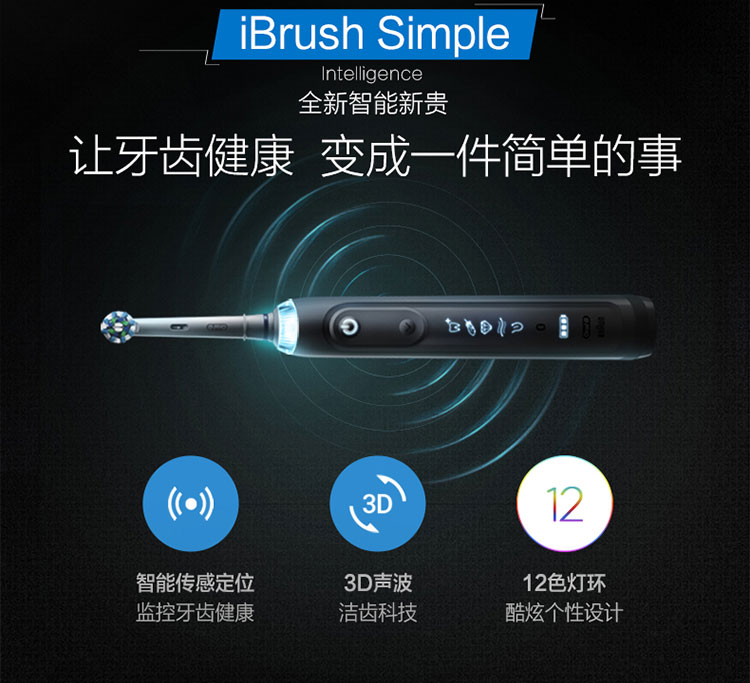 iBrush Simple
Intelligence
全新智能新贵
让牙齿健康 变成一件简单的事
3D
12
智能传感定位
监控牙齿健康
3D声波
洁齿科技
12色灯环
酷炫个性设计